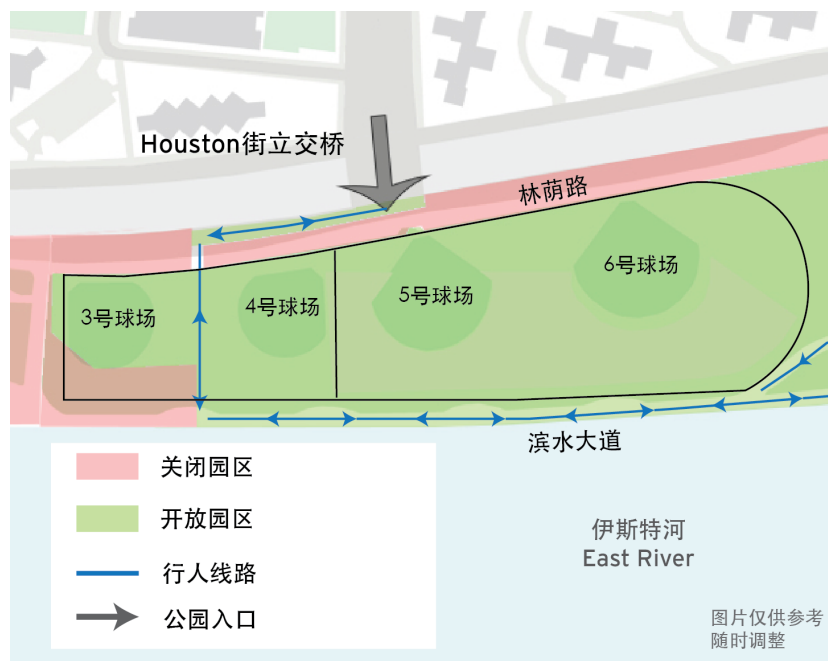 Houston街立交桥
林荫路
6号球场
5号球场
4号球场
3号球场
滨水大道
关闭园区
开放园区
行人线路
公园入口
伊斯特河
East River
图片仅供参考
随时调整